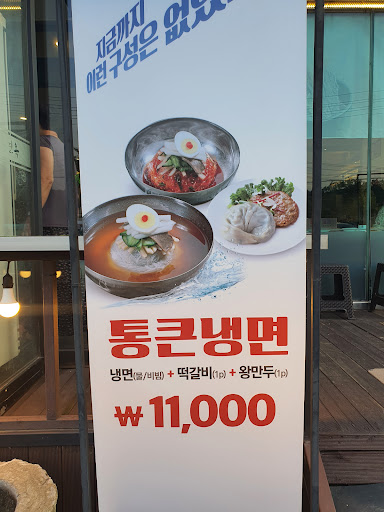 지금까지
이런 구성은 없었
통큰냉면
냉면(물/비빔) + 떡갈비(1p) + 왕만두(1p)
₩ 11,000